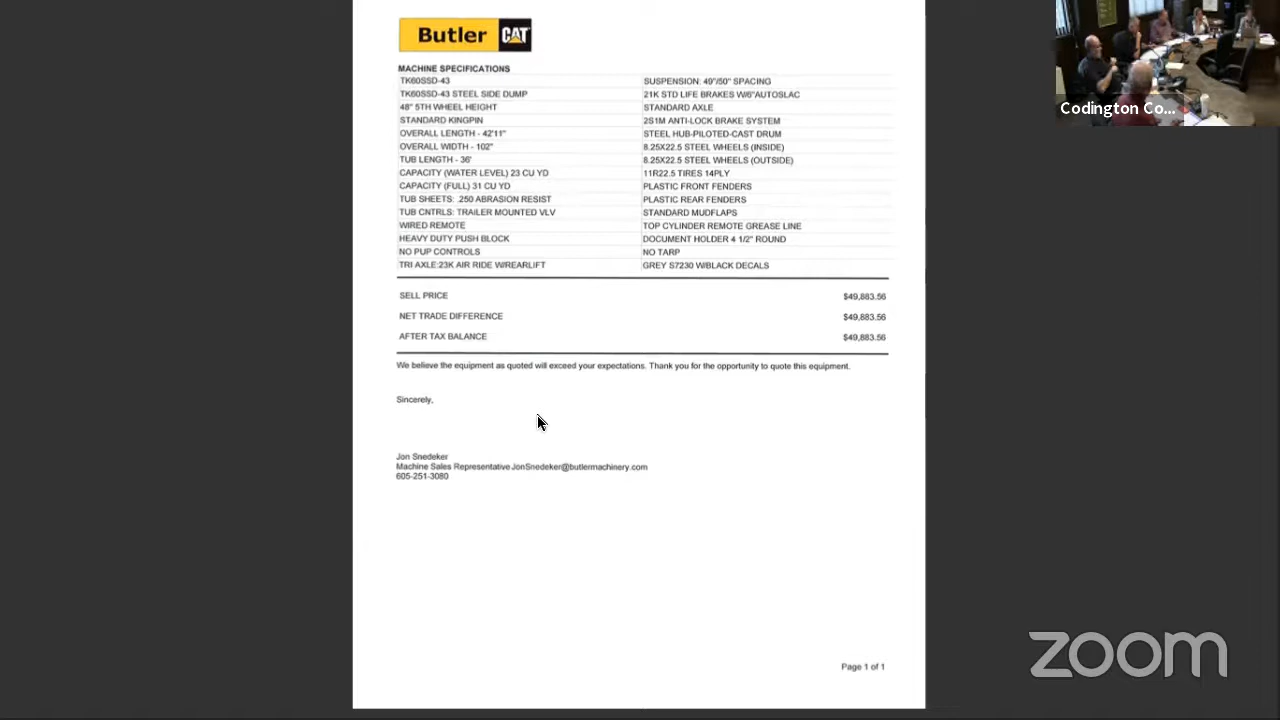 Butler CAT
MACHINE SPECIFICATIONS
TK60SSD-43 SUSPENSION: 49"/50" SPACING
TK60SSD-43 STEEL SIDE DUMP 21K STD LIFE BRAKES W/6"AUTOSLAC
48" 5TH WHEEL HEIGHT STANDARD AXLE
STANDARD KINGPIN 2S1M ANTI-LOCK BRAKE SYSTEM
OVERALL LENGTH - 42'11" STEEL HUB-PILOTED-CAST DRUM
OVERALL WIDTH - 102" 8.25X22.5 STEEL WHEELS (INSIDE)
TUB LENGTH - 36' 8.25X22.5 STEEL WHEELS (OUTSIDE)
CAPACITY (WATER LEVEL) 23 CU YD 11R22.5 TIRES 14PLY
CAPACITY (FULL) 31 CU YD PLASTIC FRONT FENDERS
TUB SHEETS: .250 ABRASION RESIST PLASTIC REAR FENDERS
TUB CNTRLS: TRAILER MOUNTED VLV STANDARD MUDFLAPS
WIRED REMOTE TOP CYLINDER REMOTE GREASE LINE
HEAVY DUTY PUSH BLOCK DOCUMENT HOLDER 4 1/2" ROUND
NO PUP CONTROLS NO TARP
TRI AXLE:23K AIR RIDE W/REARLIFT GREY S7230 W/BLACK DECALS
SELL PRICE $49,883.56
NET TRADE DIFFERENCE $49,883.56
AFTER TAX BALANCE $49,883.56
We believe the equipment as quoted will exceed your expectations. Thank you for the opportunity to quote this equipment.
Sincerely,
Jon Snedeker
Machine Sales Representative JonSnedeker@butlermachinery.com
605-251-3080
Page 1 of 1
Codington Co...
zoom